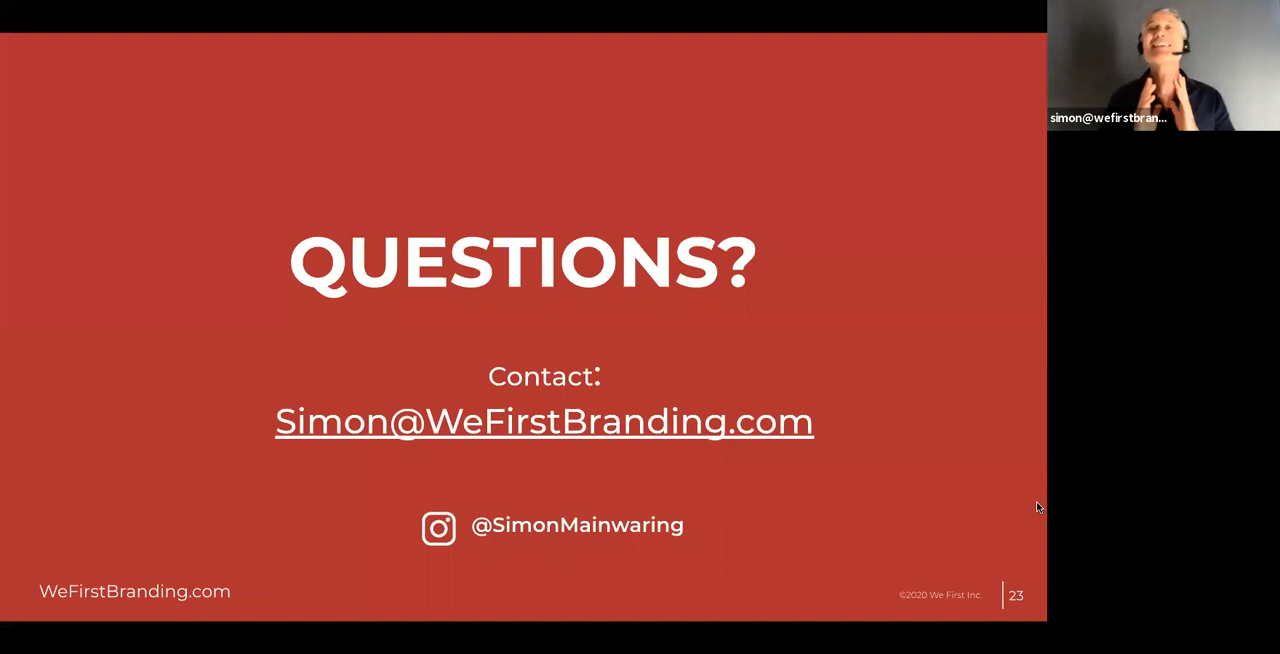 simon@wefirstbran...
QUESTIONS?
Contact:
Simon@WeFirstBranding.com
@SimonMainwaring
WeFirstBranding.com
©2020 We First Inc.
23